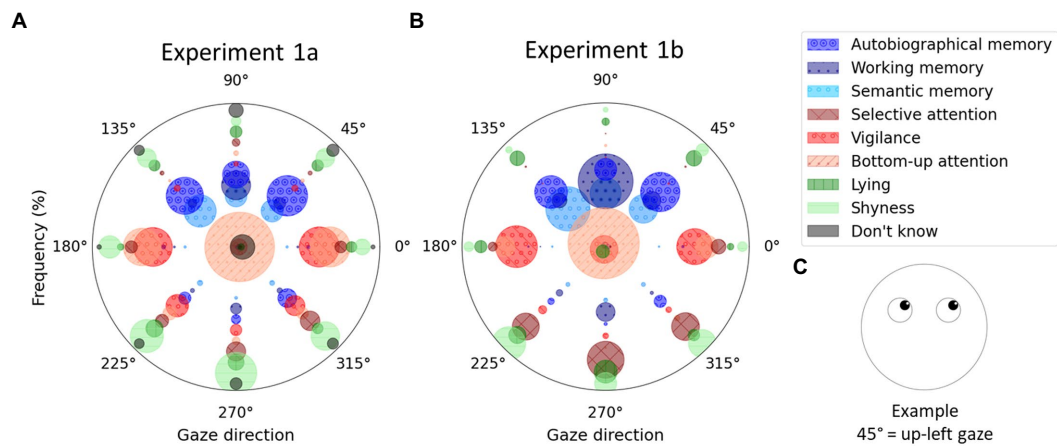 A
Experiment 1a
90°
135°
45°
180°
0°
225°
315°
270°
Gaze direction
Frequency (%)
B
Experiment 1b
90°
135°
45°
180°
0°
225°
315°
270°
Gaze direction
Autobiographical memory
Working memory
Semantic memory
Selective attention
Vigilance
Bottom-up attention
Lying
Shyness
Don't know
C
Example
45° = up-left gaze